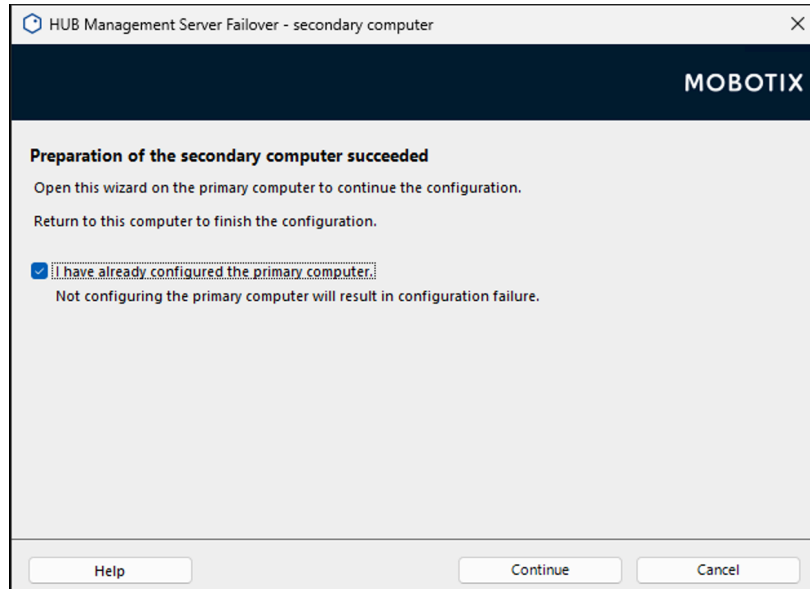 HUB Management Server Failover - secondary computer
MOBOTIX
Preparation of the secondary computer succeeded
Open this wizard on the primary computer to continue the configuration.
Return to this computer to finish the configuration.
I have already configured the primary computer.
Not configuring the primary computer will result in configuration failure.
Help Continue Cancel